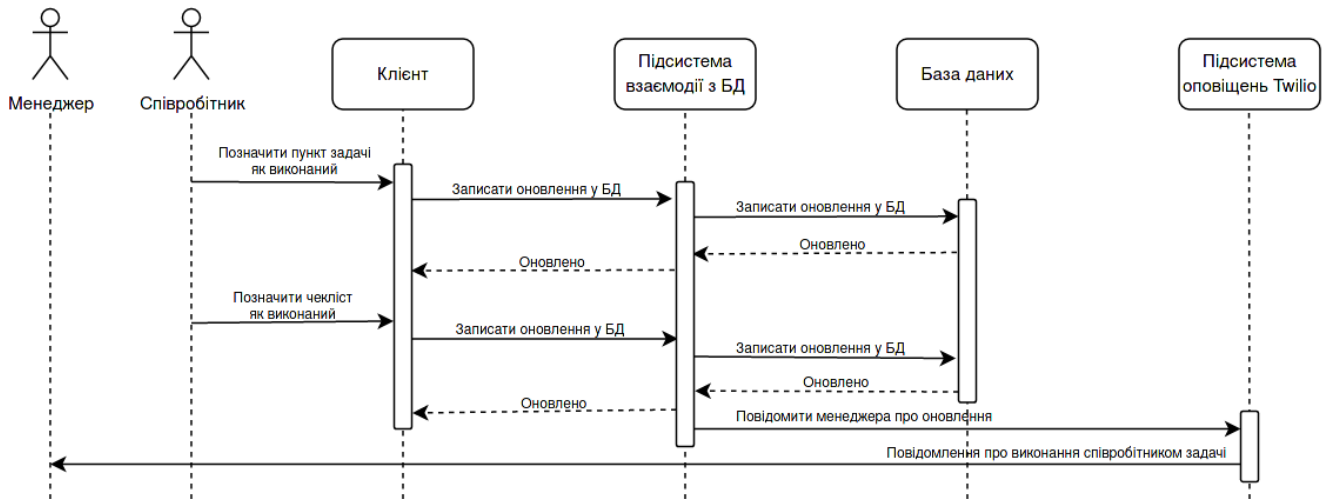 Менеджер
Співробітник
Клієнт
Підсистема
взаємодії з БД
База даних
Підсистема
оповіщень Twilio
Позначити пункт задачі
як виконаний
Записати оновлення у БД
Записати оновлення у БД
Оновлено
Оновлено
Позначити чекліст
як виконаний
Записати оновлення у БД
Записати оновлення у БД
Оновлено
Оновлено
Повідомити менеджера про оновлення
Повідомлення про виконання співробітником задачі